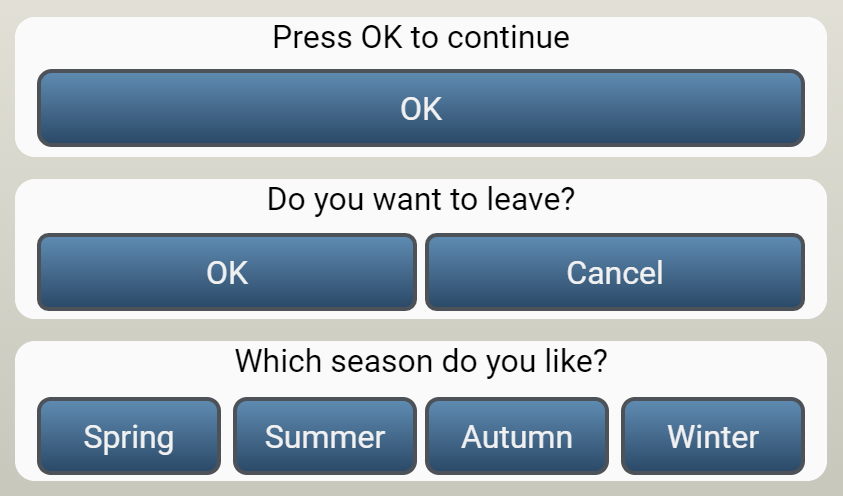 Press OK to continue
OK
Do you want to leave?
OK Cancel
Which season do you like?
Spring Summer Autumn Winter